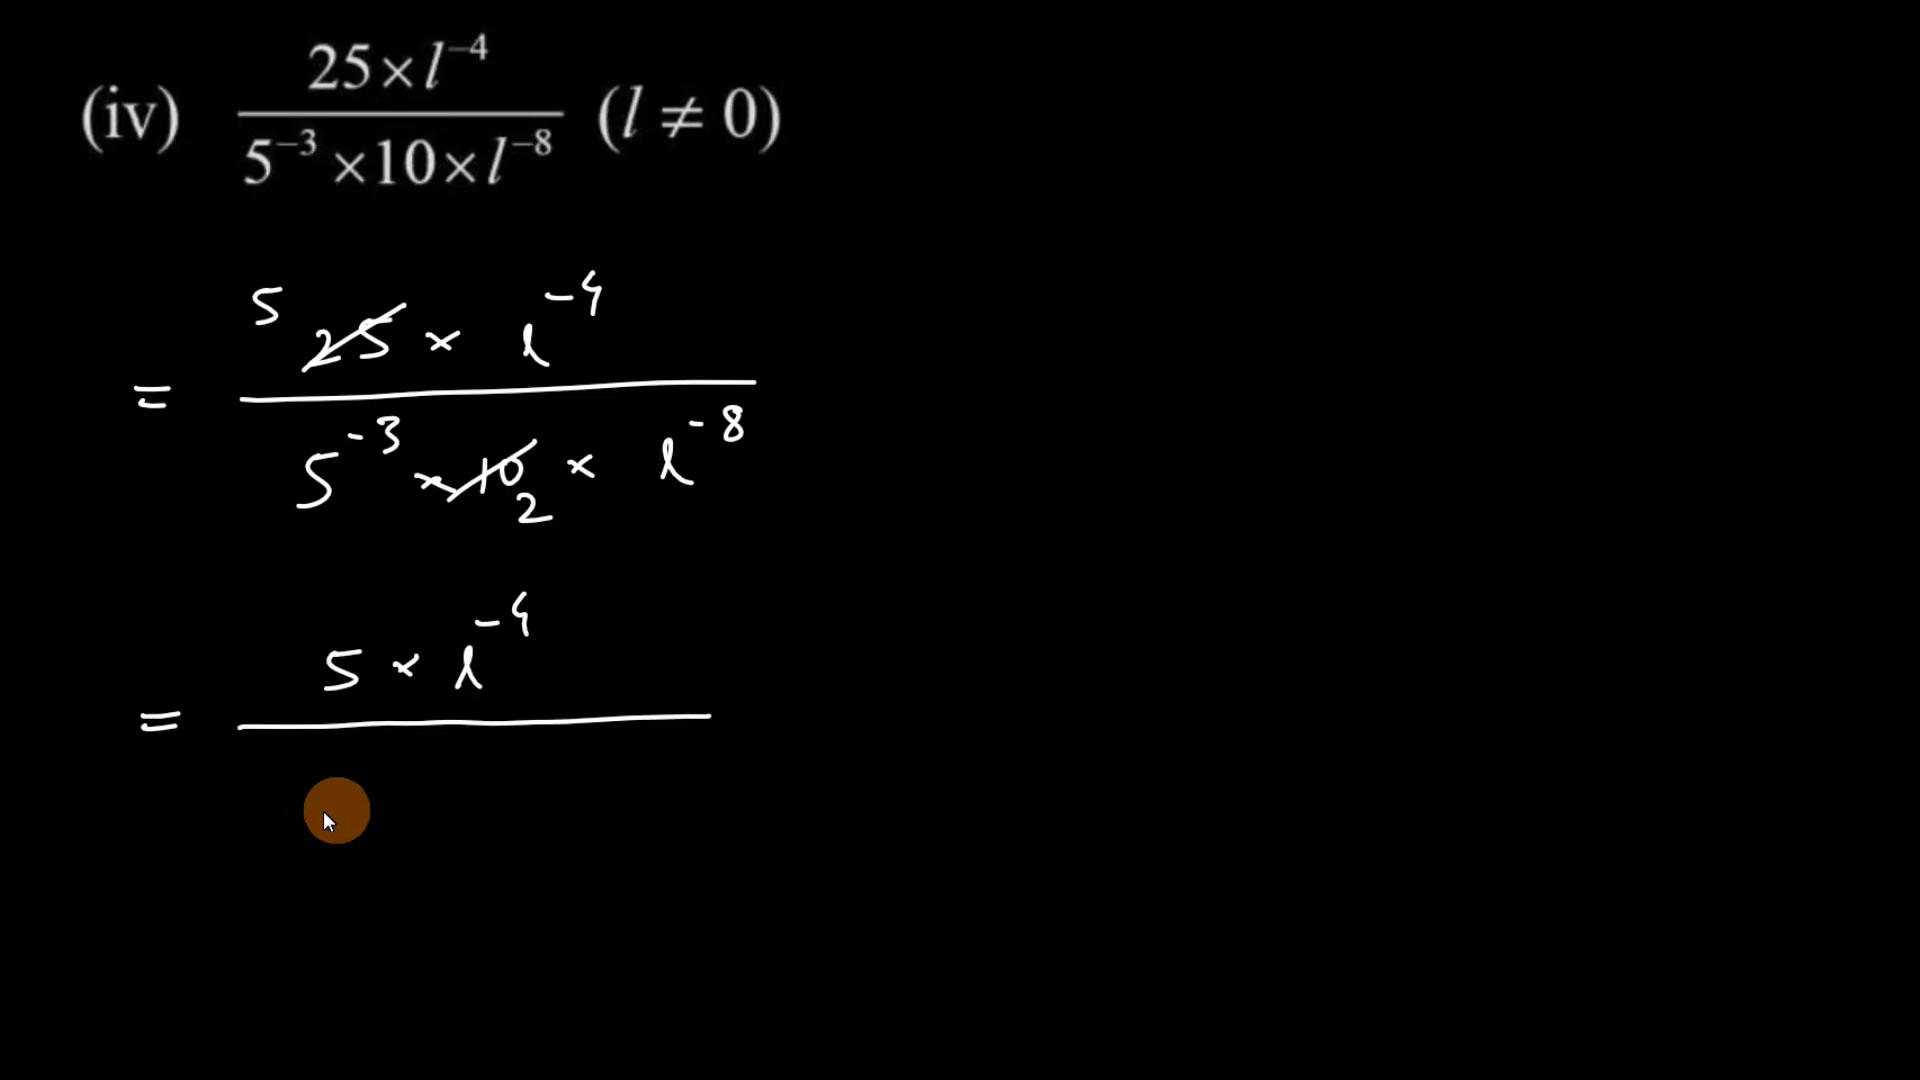 (iv) 25×l⁻⁴ / 5⁻³×10×l⁻⁸ (l ≠ 0)
5
= 25 × l⁻⁴ / 5⁻³ × 10 × l⁻⁸
2
= 5 × l⁻⁴